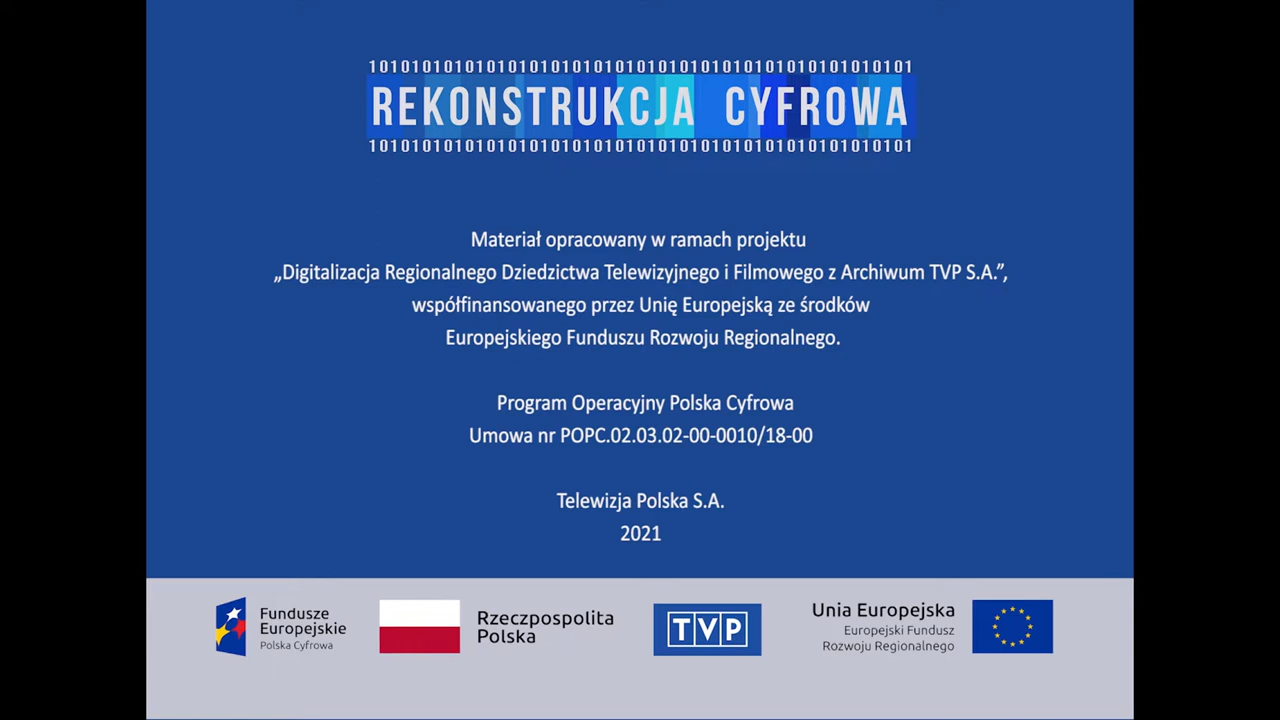 101010101010101010101010101010101010101010101010101
REKONSTRUKCJA CYFROWA
101010101010101010101010101010101010101010101010101
Materiał opracowany w ramach projektu
„Digitalizacja Regionalnego Dziedzictwa Telewizyjnego i Filmowego z Archiwum TVP S.A.”,
współfinansowanego przez Unię Europejską ze środków
Europejskiego Funduszu Rozwoju Regionalnego.
Program Operacyjny Polska Cyfrowa
Umowa nr POPC.02.03.02-00-0010/18-00
Telewizja Polska S.A.
2021
Fundusze
Europejskie
Polska Cyfrowa
Rzeczpospolita
Polska
TVP
Unia Europejska
Europejski Fundusz
Rozwoju Regionalnego